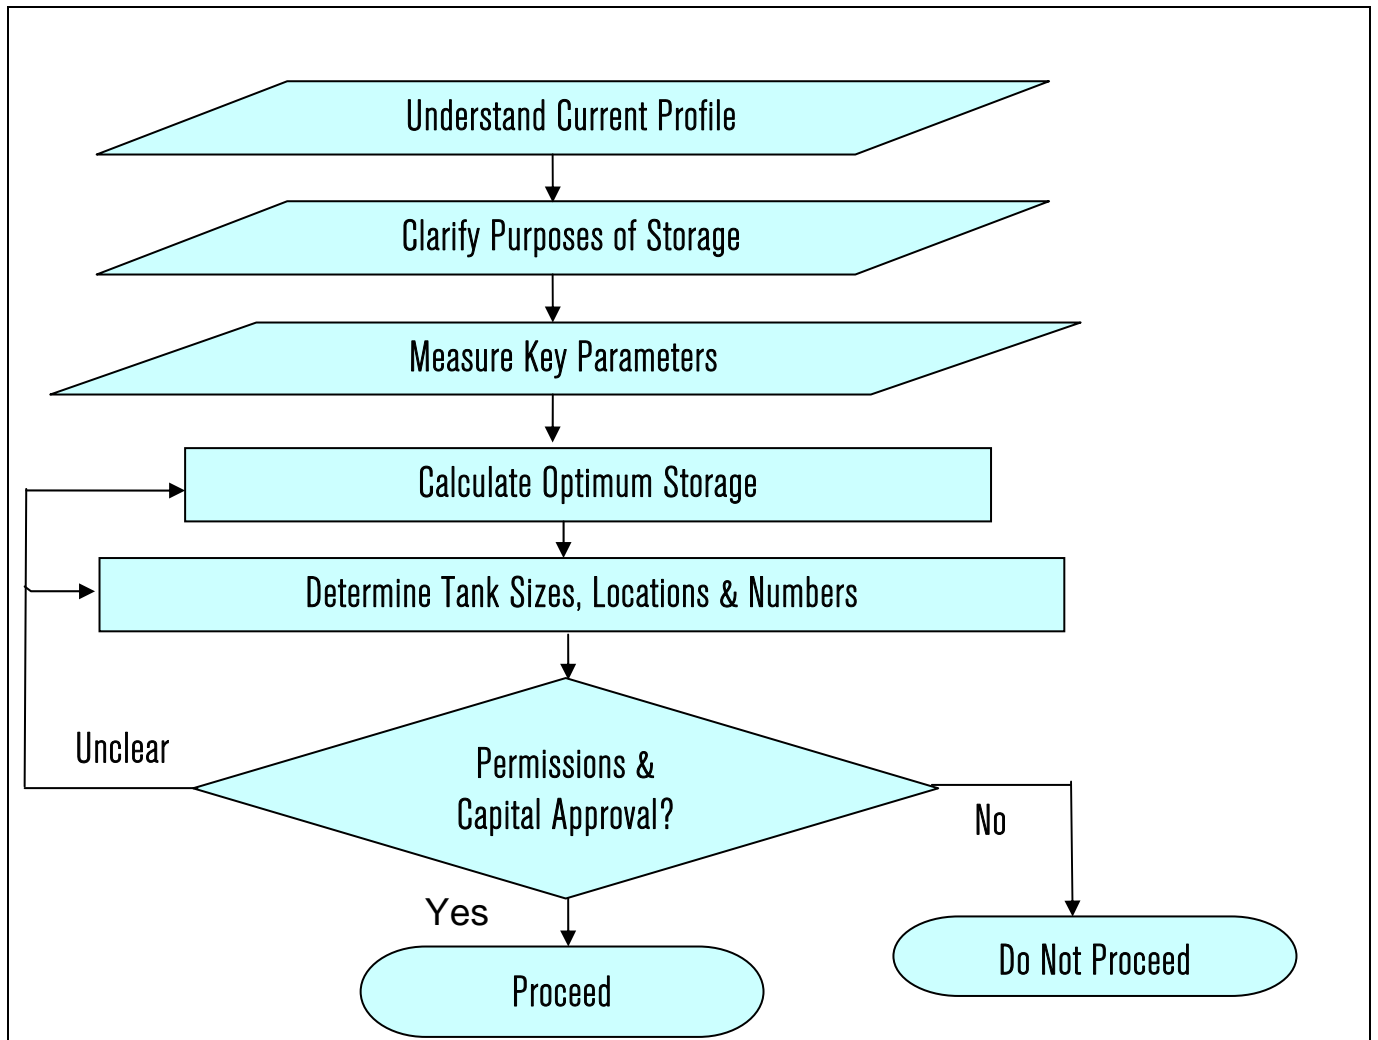 Understand Current Profile
Clarify Purposes of Storage
Measure Key Parameters
Calculate Optimum Storage
Determine Tank Sizes, Locations & Numbers
Unclear
Permissions &
Capital Approval?
No
Yes
Do Not Proceed
Proceed